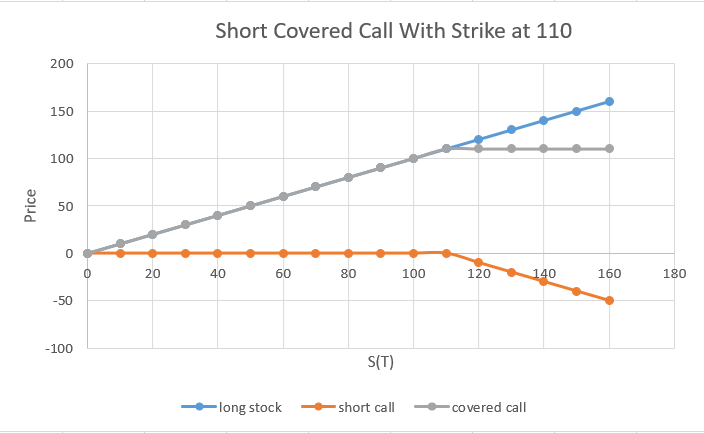 Short Covered Call With Strike at 110
200
150
100
50
0
-50
-100
Price
0 20 40 60 80 100 120 140 160 180
S(T)
long stock short call covered call